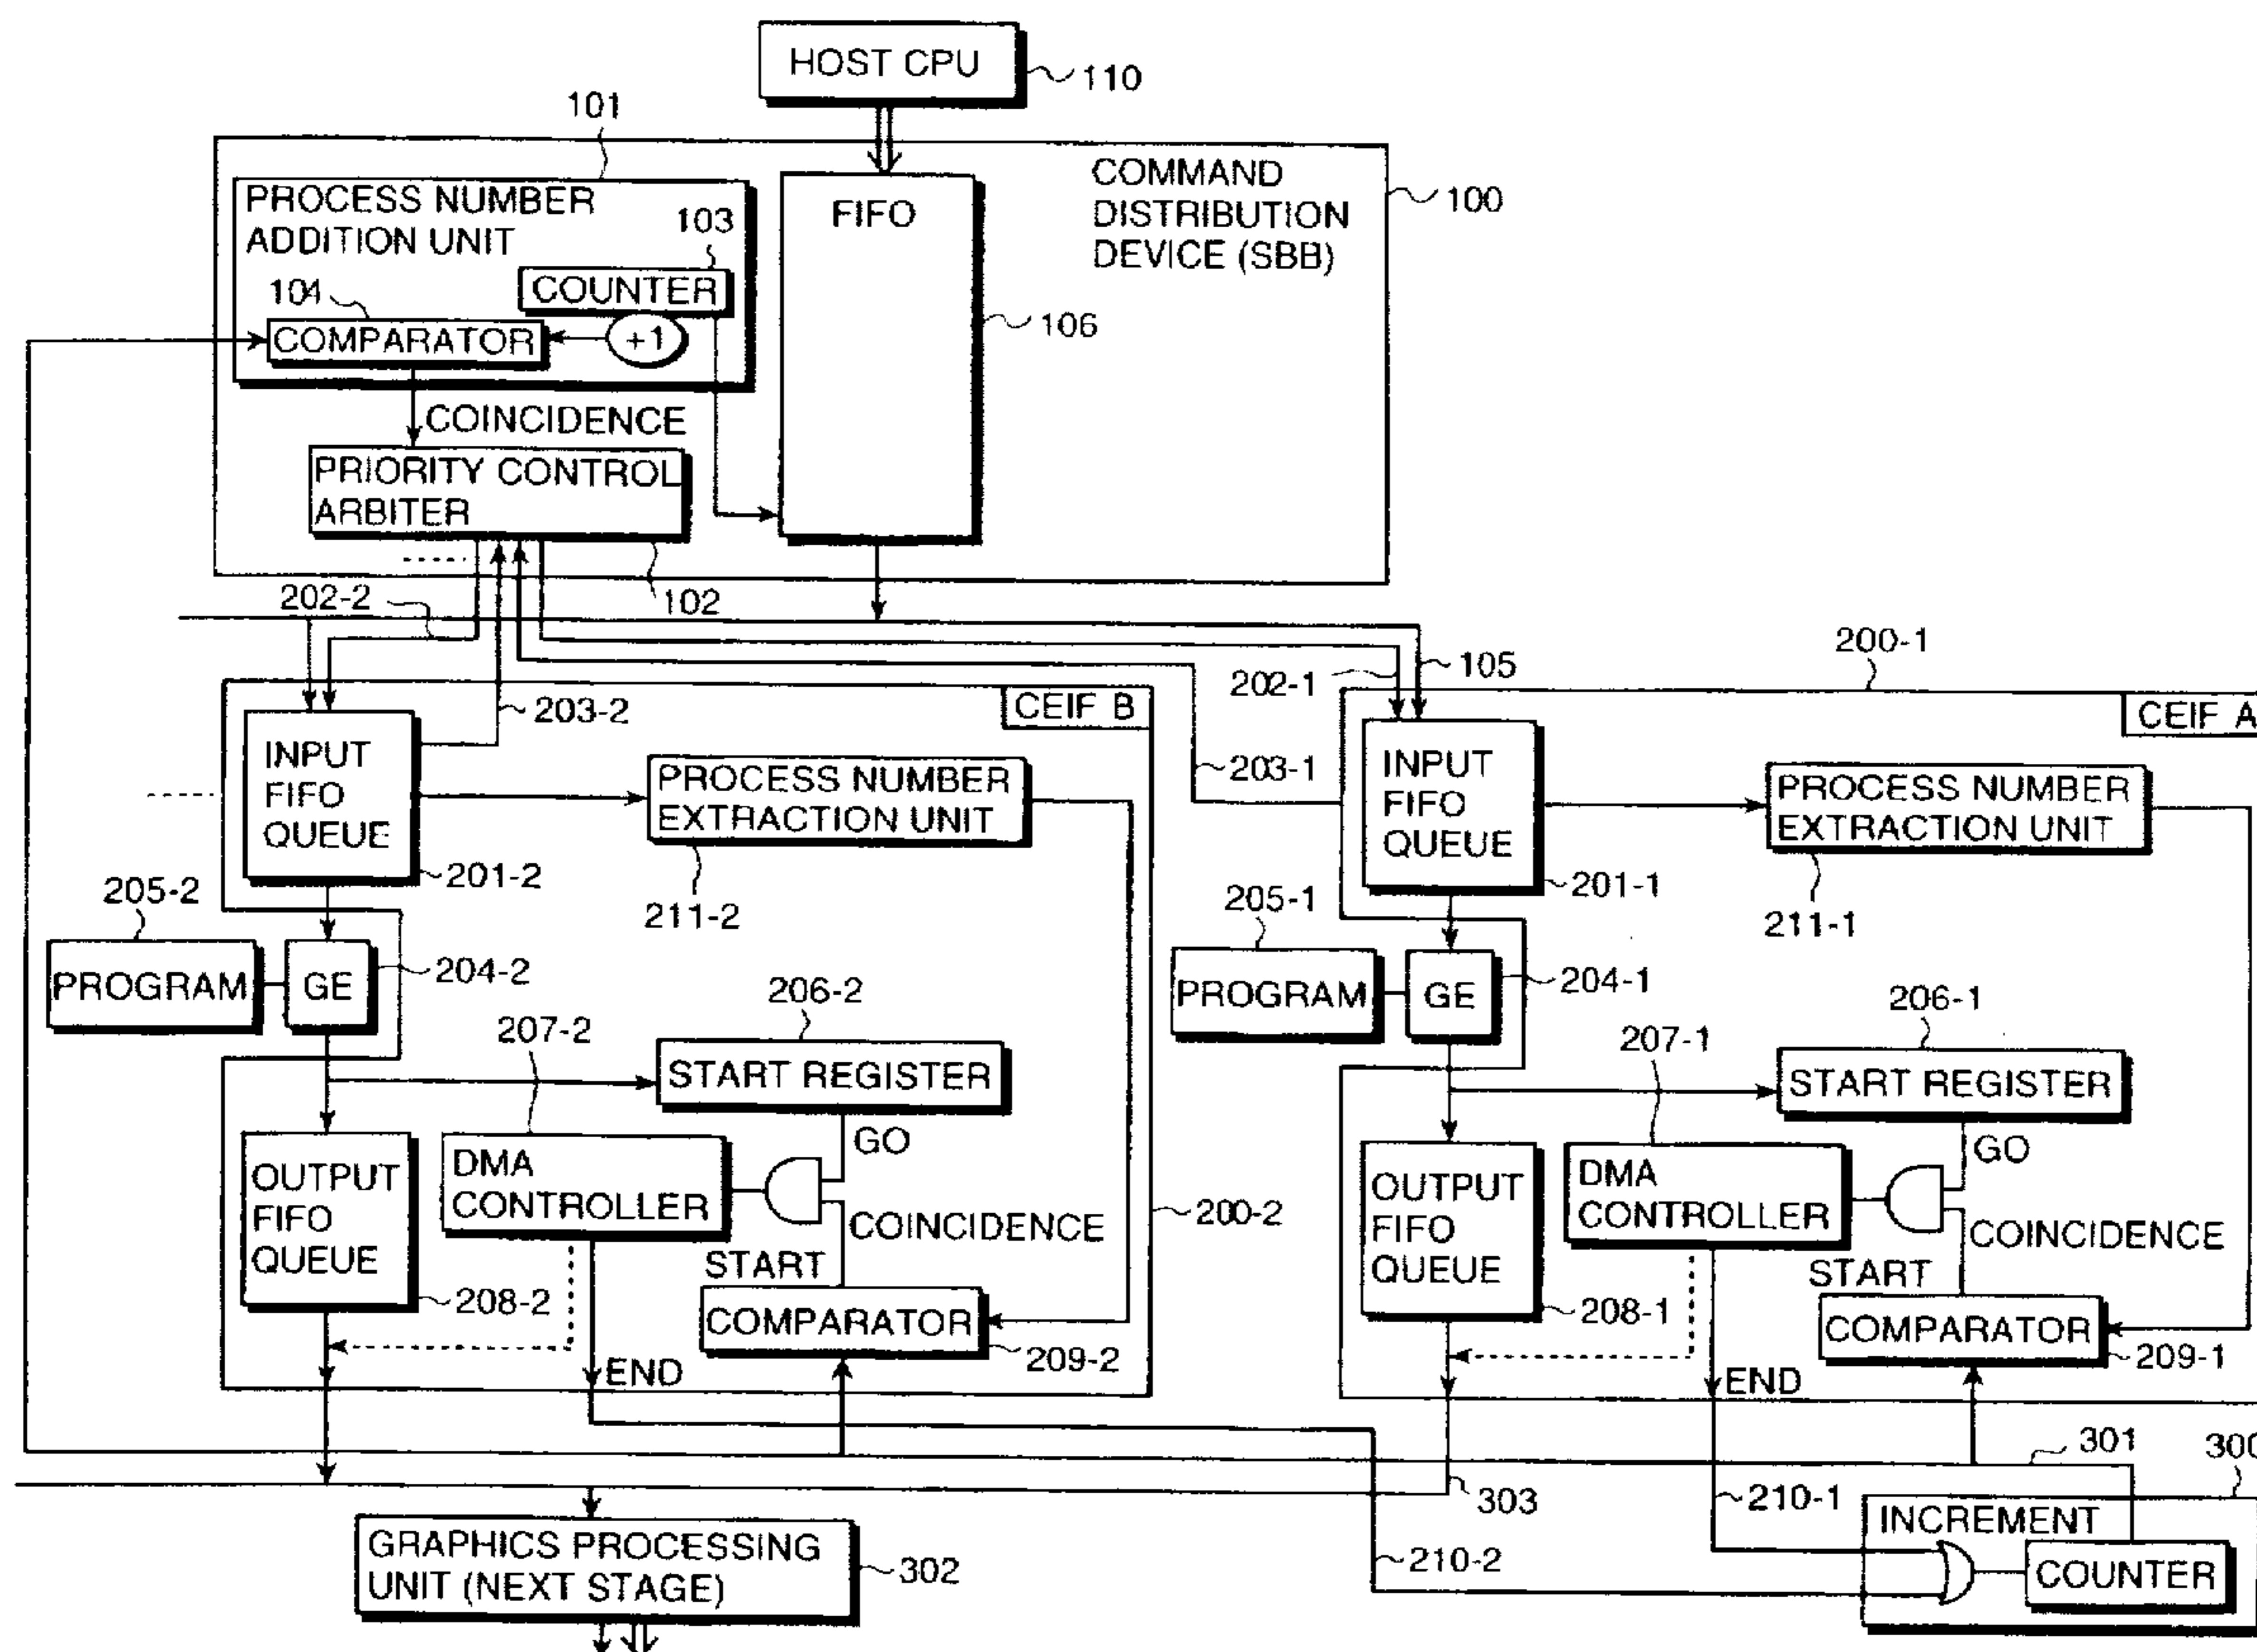 HOST CPU
110
101
PROCESS NUMBER
ADDITION UNIT
103
COUNTER
104
COMPARATOR
+1
COINCIDENCE
PRIORITY CONTROL
ARBITER
102
FIFO
106
COMMAND
DISTRIBUTION
DEVICE (SBB)
100
202-2
203-2
202-1
105
203-1
200-1
CEIF B
INPUT
FIFO
QUEUE
201-2
PROCESS NUMBER
EXTRACTION UNIT
211-2
205-2
PROGRAM
GE
204-2
206-2
START REGISTER
207-2
DMA
CONTROLLER
GO
COINCIDENCE
START
COMPARATOR
209-2
200-2
OUTPUT
FIFO
QUEUE
208-2
END
CEIF A
INPUT
FIFO
QUEUE
201-1
PROCESS NUMBER
EXTRACTION UNIT
211-1
205-1
PROGRAM
GE
204-1
206-1
START REGISTER
207-1
DMA
CONTROLLER
GO
COINCIDENCE
START
COMPARATOR
209-1
OUTPUT
FIFO
QUEUE
208-1
END
301
300
303
210-1
210-2
INCREMENT
COUNTER
GRAPHICS PROCESSING
UNIT (NEXT STAGE)
302